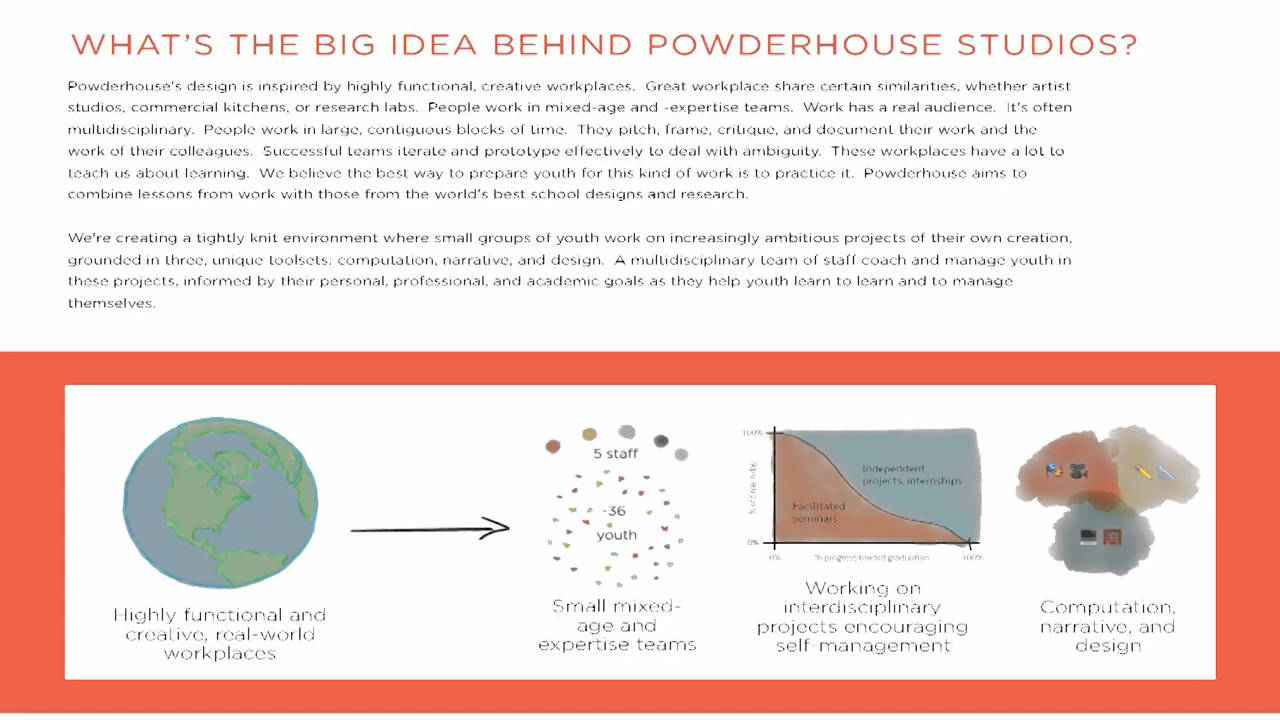 WHAT'S THE BIG IDEA BEHIND POWDERHOUSE STUDIOS?
Powderhouse's design is inspired by highly functional, creative workplaces. Great workplace share certain similarities, whether artist
studios, commercial kitchens, or research labs. People work in mixed-age and -expertise teams. Work has a real audience. It's often
multidisciplinary. People work in large, contiguous blocks of time. They pitch, frame, critique, and document their work and the
work of their colleagues. Successful teams iterate and prototype effectively to deal with ambiguity. These workplaces have a lot to
teach us about learning. We believe the best way to prepare youth for this kind of work is to practice it. Powderhouse aims to
combine lessons from work with those from the world's best school designs and research.
We're creating a tightly knit environment where small groups of youth work on increasingly ambitious projects of their own creation,
grounded in three, unique toolsets: computation, narrative, and design. A multidisciplinary team of staff coach and manage youth in
these projects, informed by their personal, professional, and academic goals as they help youth learn to learn and to manage
themselves.
Highly functional and
creative, real-world
workplaces
5 staff
~36
youth
Small mixed-
age and
expertise teams
100%
% of time/day
0%
Independent
projects, internships
Facilitated
seminars
0%
% progress toward graduation
100%
Working on
interdisciplinary
projects encouraging
self-management
Computation,
narrative, and
design